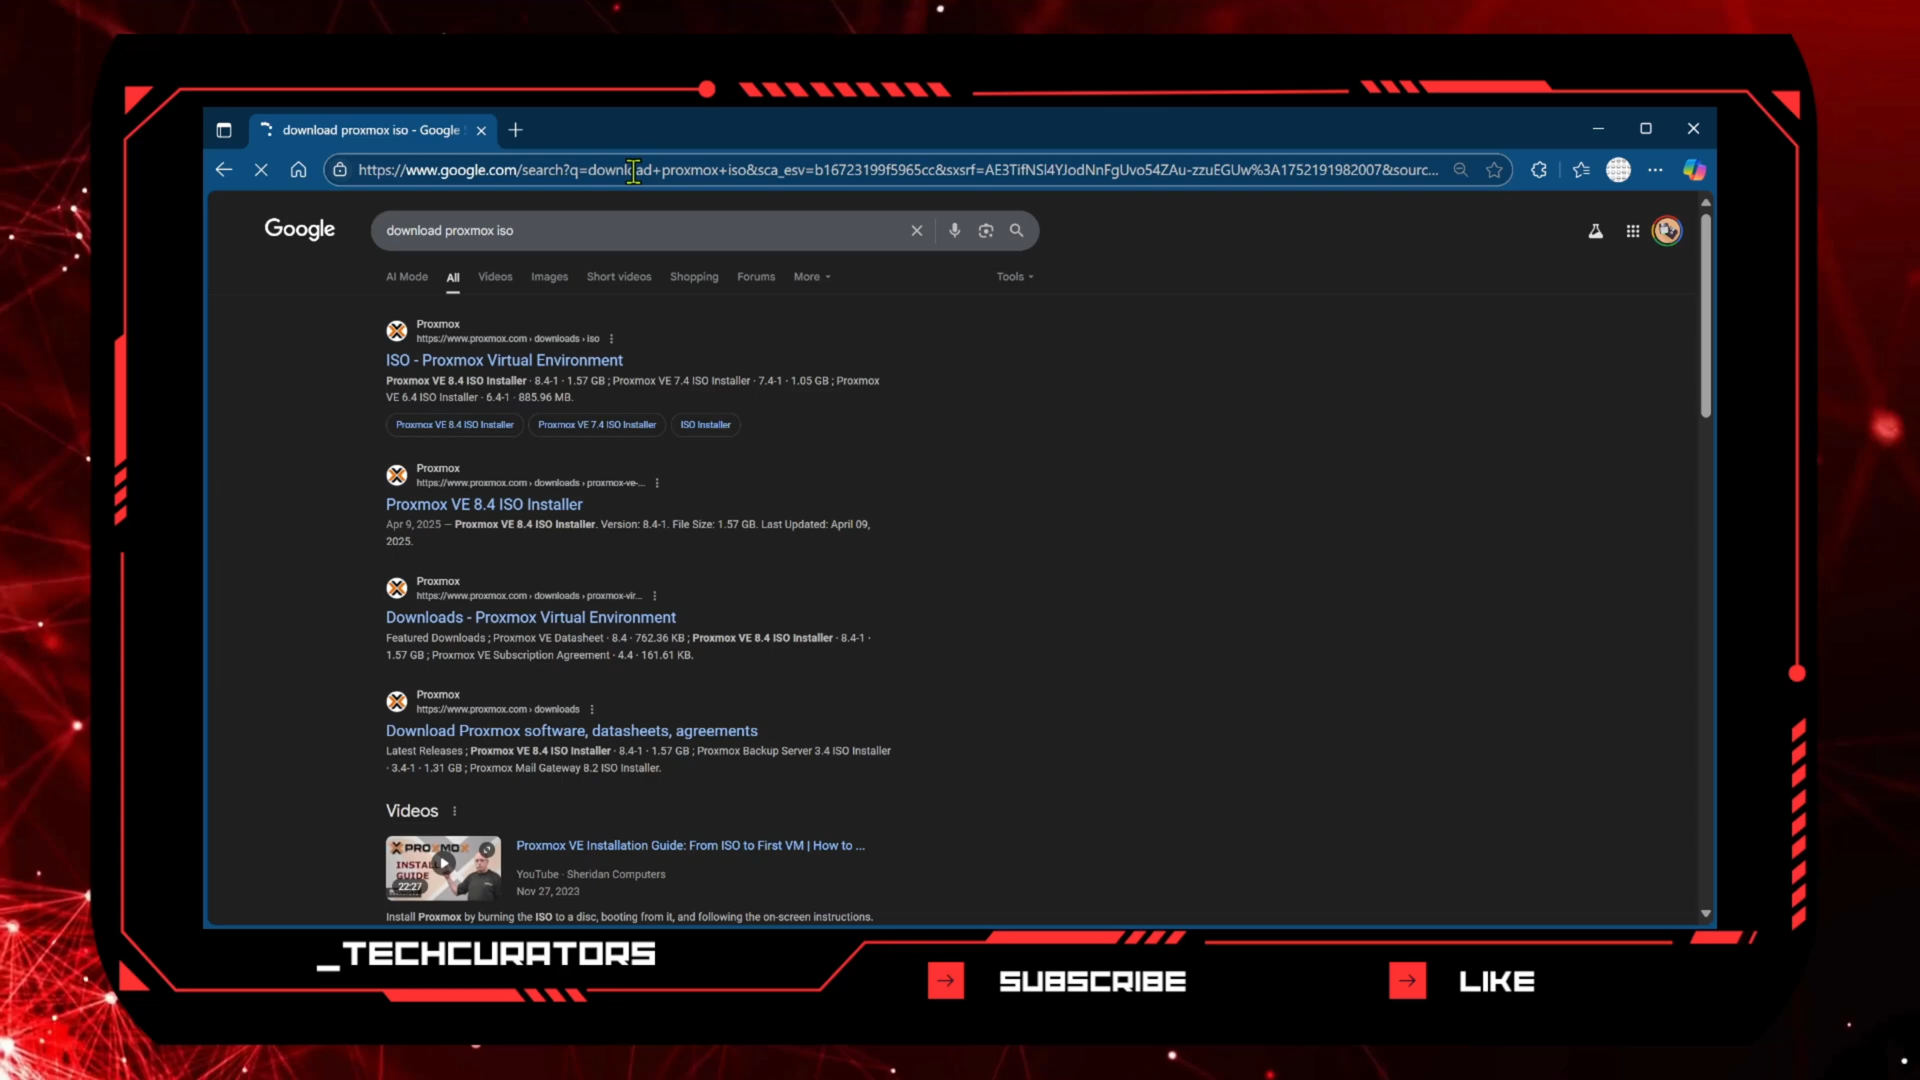 download proxmox iso - Google S
https://www.google.com/search?q=download+proxmox+iso&sca_esv=b16723199f5965cc&sxsrf=AE3TifNSl4YJodNnFgUvo54ZAu-zzuEGUw%3A1752191982007&sourc...
Google
download proxmox iso
AI Mode All Videos Images Short videos Shopping Forums More Tools
Proxmox
https://www.proxmox.com › downloads › iso
ISO - Proxmox Virtual Environment
Proxmox VE 8.4 ISO Installer · 8.4-1 · 1.57 GB ; Proxmox VE 7.4 ISO Installer · 7.4-1 · 1.05 GB ; Proxmox
VE 6.4 ISO Installer · 6.4-1 · 885.96 MB.
Proxmox VE 8.4 ISO Installer Proxmox VE 7.4 ISO Installer ISO Installer
Proxmox
https://www.proxmox.com › downloads › proxmox-ve-...
Proxmox VE 8.4 ISO Installer
Apr 9, 2025 — Proxmox VE 8.4 ISO Installer. Version: 8.4-1. File Size: 1.57 GB. Last Updated: April 09,
2025.
Proxmox
https://www.proxmox.com › downloads › proxmox-vir...
Downloads - Proxmox Virtual Environment
Featured Downloads ; Proxmox VE Datasheet · 8.4 · 762.36 KB ; Proxmox VE 8.4 ISO Installer · 8.4-1 ·
1.57 GB ; Proxmox VE Subscription Agreement · 4.4 · 161.61 KB.
Proxmox
https://www.proxmox.com › downloads
Download Proxmox software, datasheets, agreements
Latest Releases ; Proxmox VE 8.4 ISO Installer · 8.4-1 · 1.57 GB ; Proxmox Backup Server 3.4 ISO Installer
· 3.4-1 · 1.31 GB ; Proxmox Mail Gateway 8.2 ISO Installer.
Videos
PROXMOX
INSTALL
GUIDE
22:27
Proxmox VE Installation Guide: From ISO to First VM | How to ...
YouTube · Sheridan Computers
Nov 27, 2023
Install Proxmox by burning the ISO to a disc, booting from it, and following the on-screen instructions.
_TECHCURATORS
SUBSCRIBE
LIKE